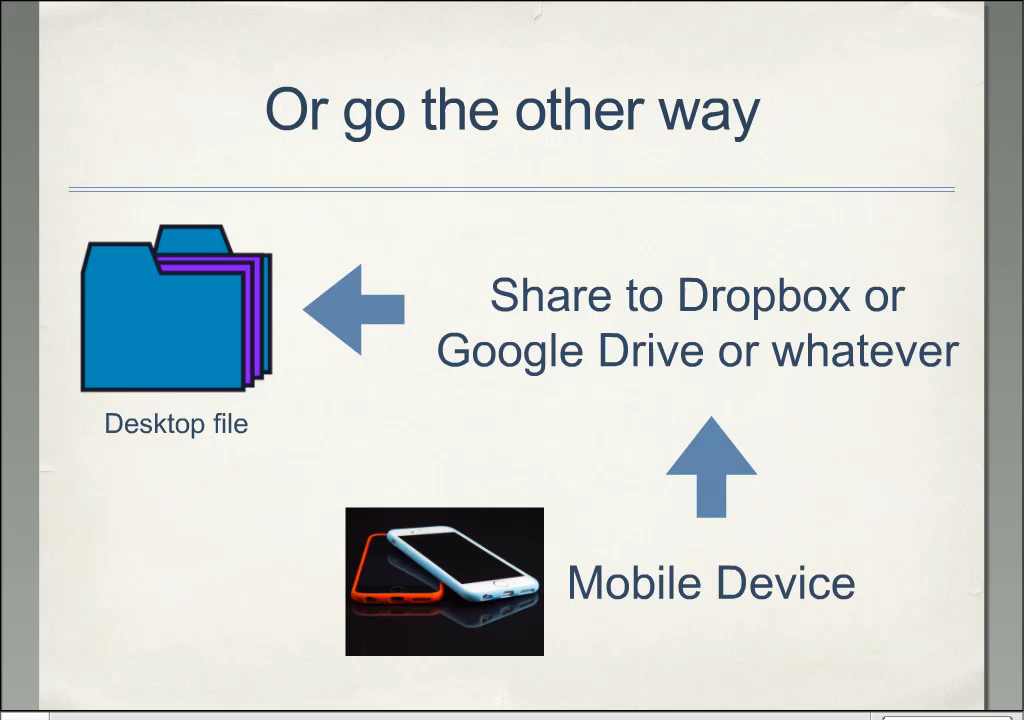 Or go the other way
Share to Dropbox or
Google Drive or whatever
Desktop file
Mobile Device